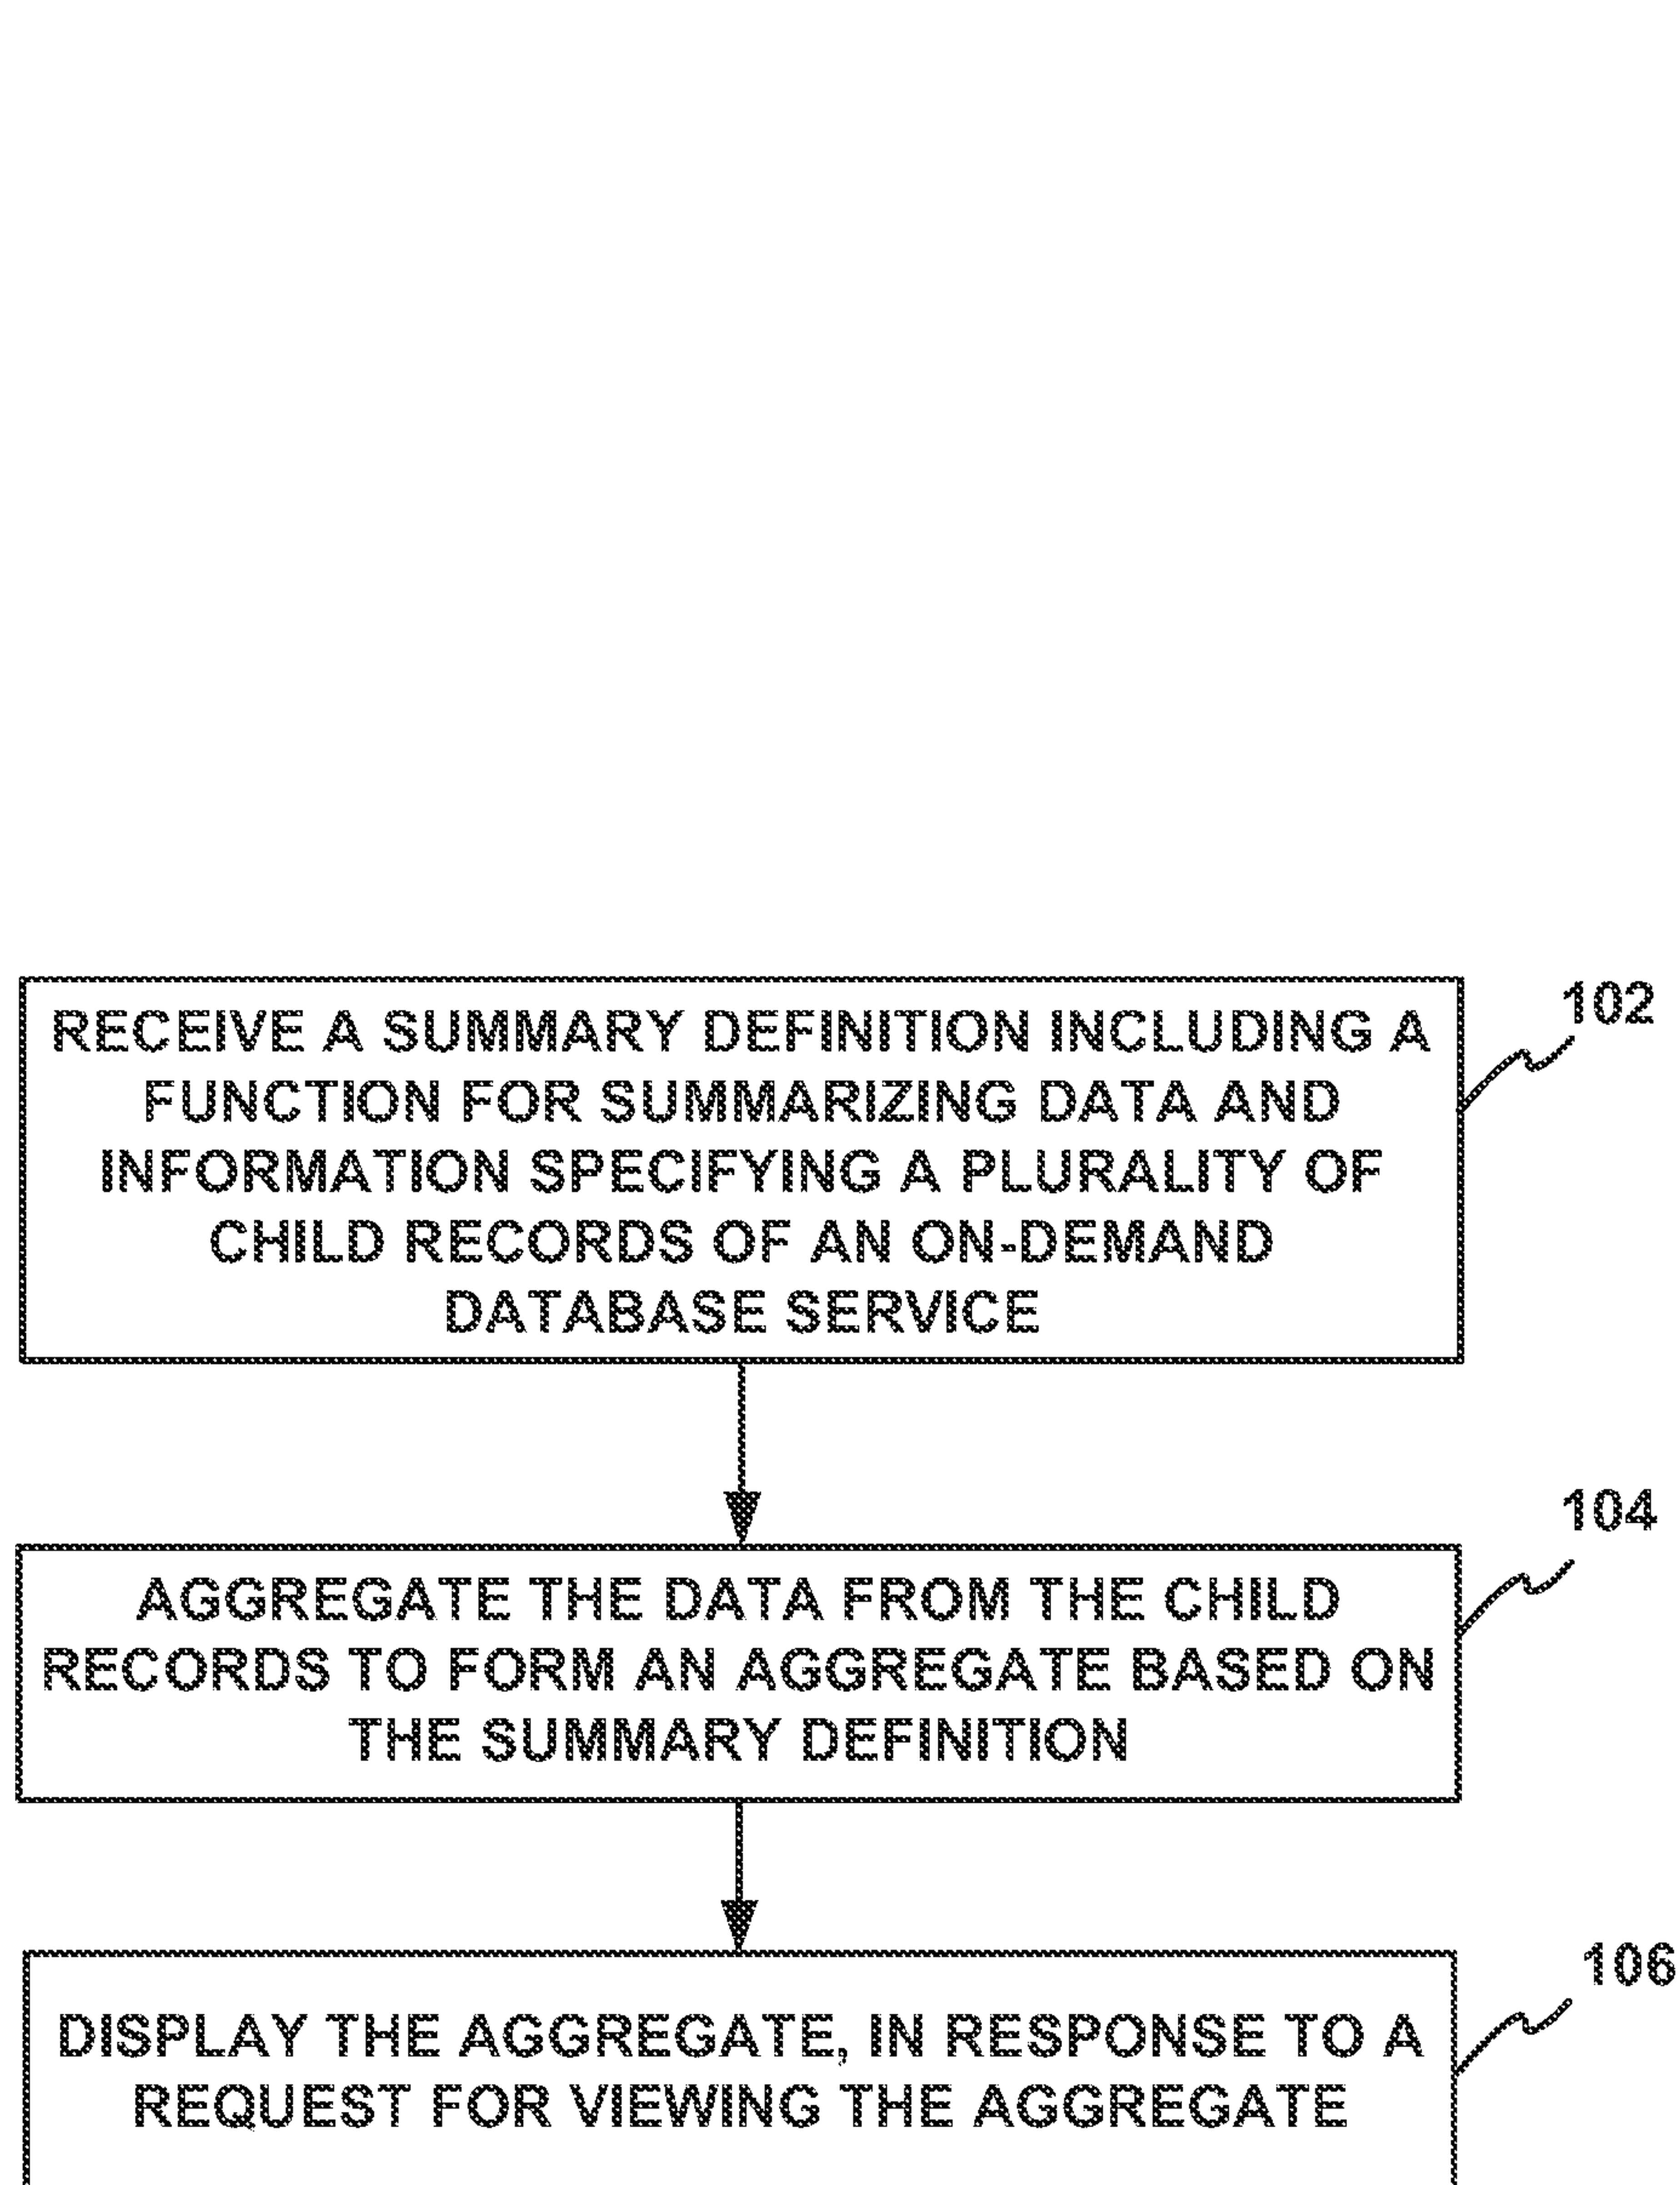 RECEIVE A SUMMARY DEFINITION INCLUDING A
FUNCTION FOR SUMMARIZING DATA AND
INFORMATION SPECIFYING A PLURALITY OF
CHILD RECORDS OF AN ON-DEMAND
DATABASE SERVICE
102
AGGREGATE THE DATA FROM THE CHILD
RECORDS TO FORM AN AGGREGATE BASED ON
THE SUMMARY DEFINITION
104
DISPLAY THE AGGREGATE, IN RESPONSE TO A
REQUEST FOR VIEWING THE AGGREGATE
106